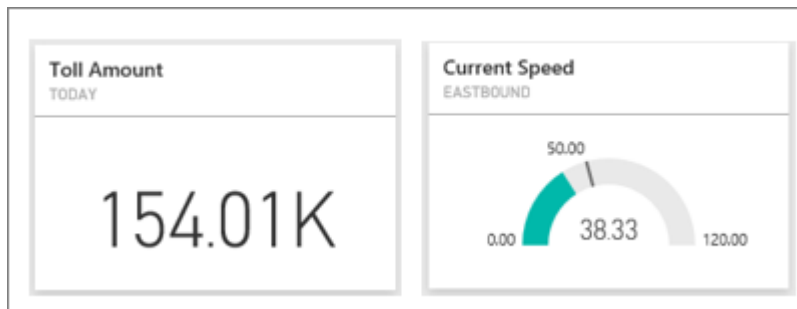 Toll Amount
TODAY
154.01K
Current Speed
EASTBOUND
50.00
0.00
38.33
120.00